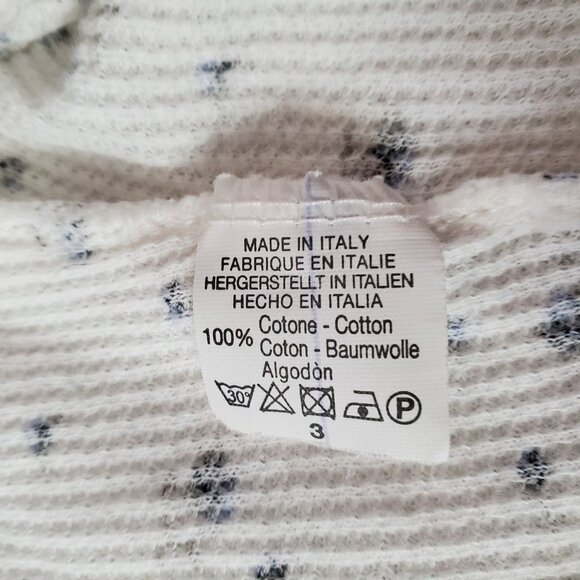 MADE IN ITALY
FABRIQUE EN ITALIE
HERGERSTELLT IN ITALIEN
HECHO EN ITALIA
100% Cotone - Cotton
Coton - Baumwolle
Algodòn
30° P
3